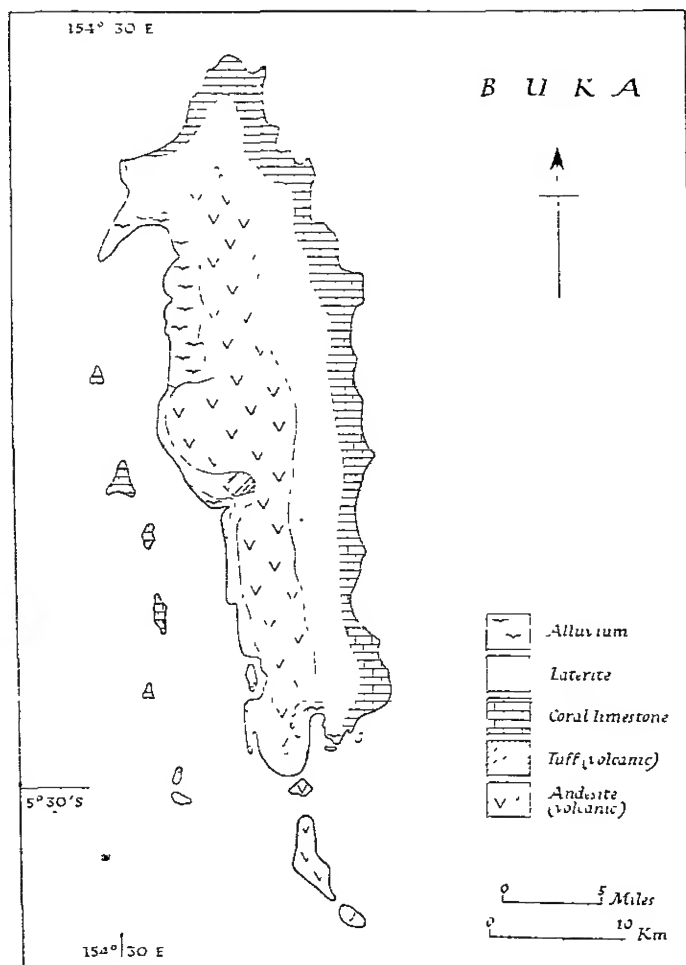 154° 30 E
BUKA
Alluvium
Laterite
Coral limestone
Tuff (volcanic)
Andesite
(volcanic)
5°30'S
0 5
Miles
0 10
Km
154° 30 E